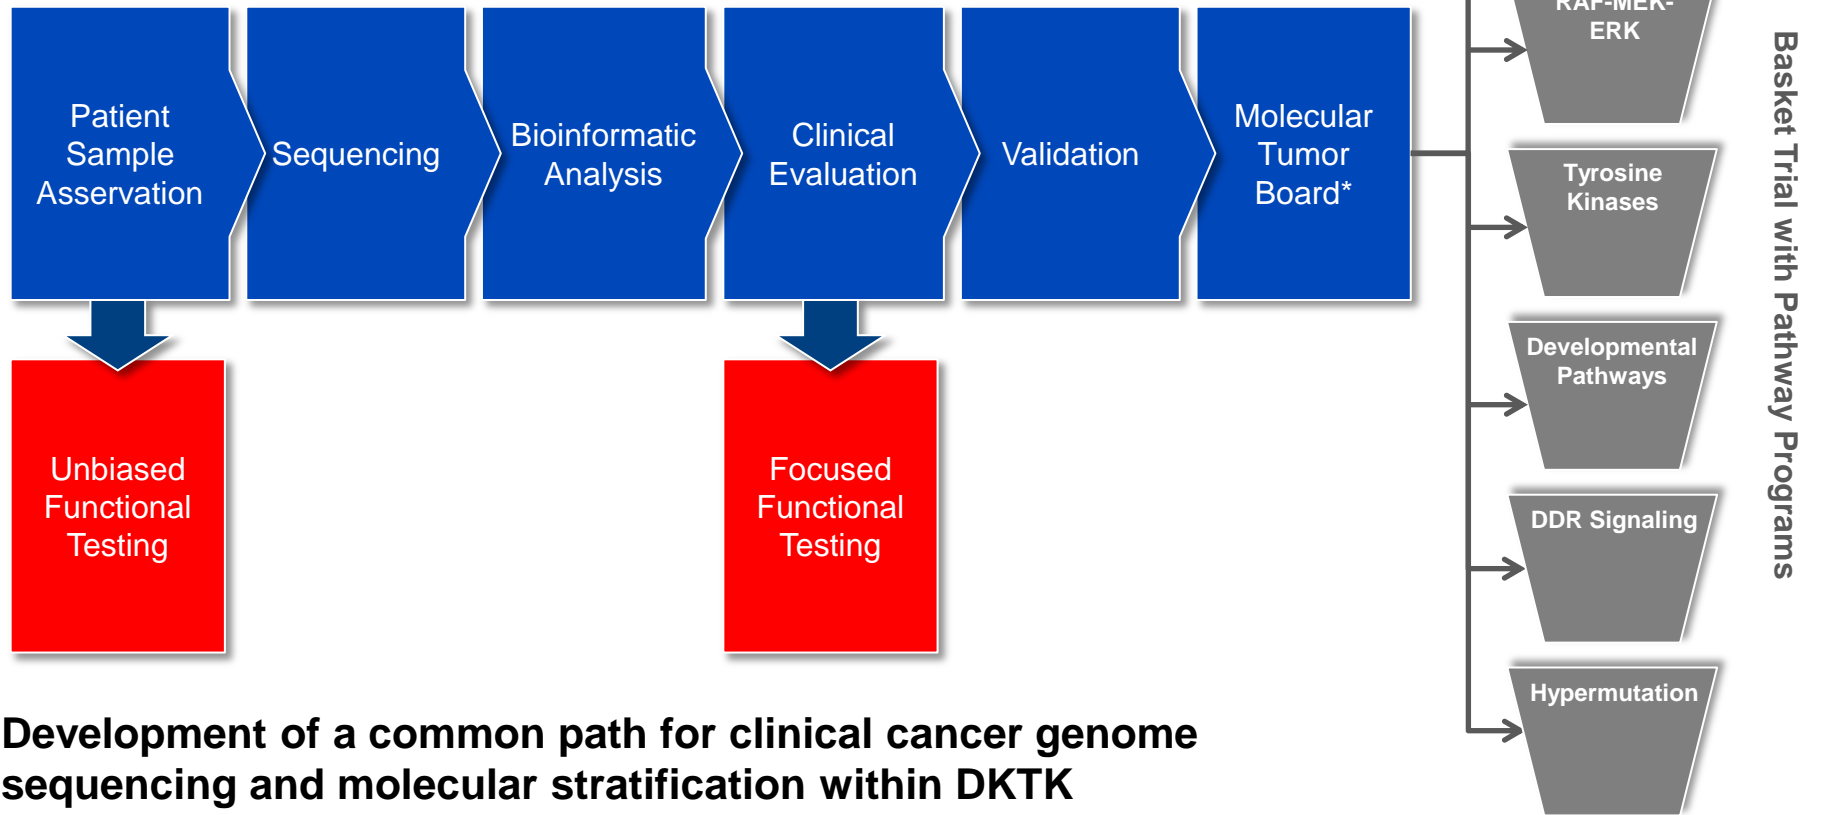 Patient
Sample
Asservation
Sequencing
Bioinformatic
Analysis
Clinical
Evaluation
Validation
Molecular
Tumor
Board*
Unbiased
Functional
Testing
Focused
Functional
Testing
RAF-MEK-
ERK
Tyrosine
Kinases
Developmental
Pathways
DDR Signaling
Hypermutation
Basket Trial with Pathway Programs
Development of a common path for clinical cancer genome
sequencing and molecular stratification within DKTK